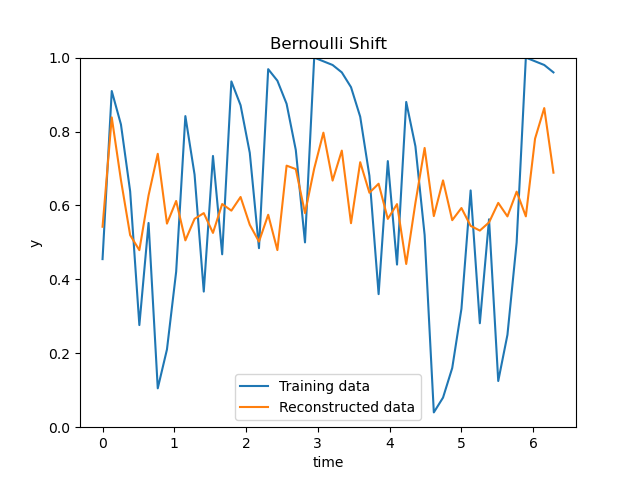 Bernoulli Shift
y
1.0
0.8
0.6
0.4
0.2
0.0
Training data
Reconstructed data
0 1 2 3 4 5 6
time